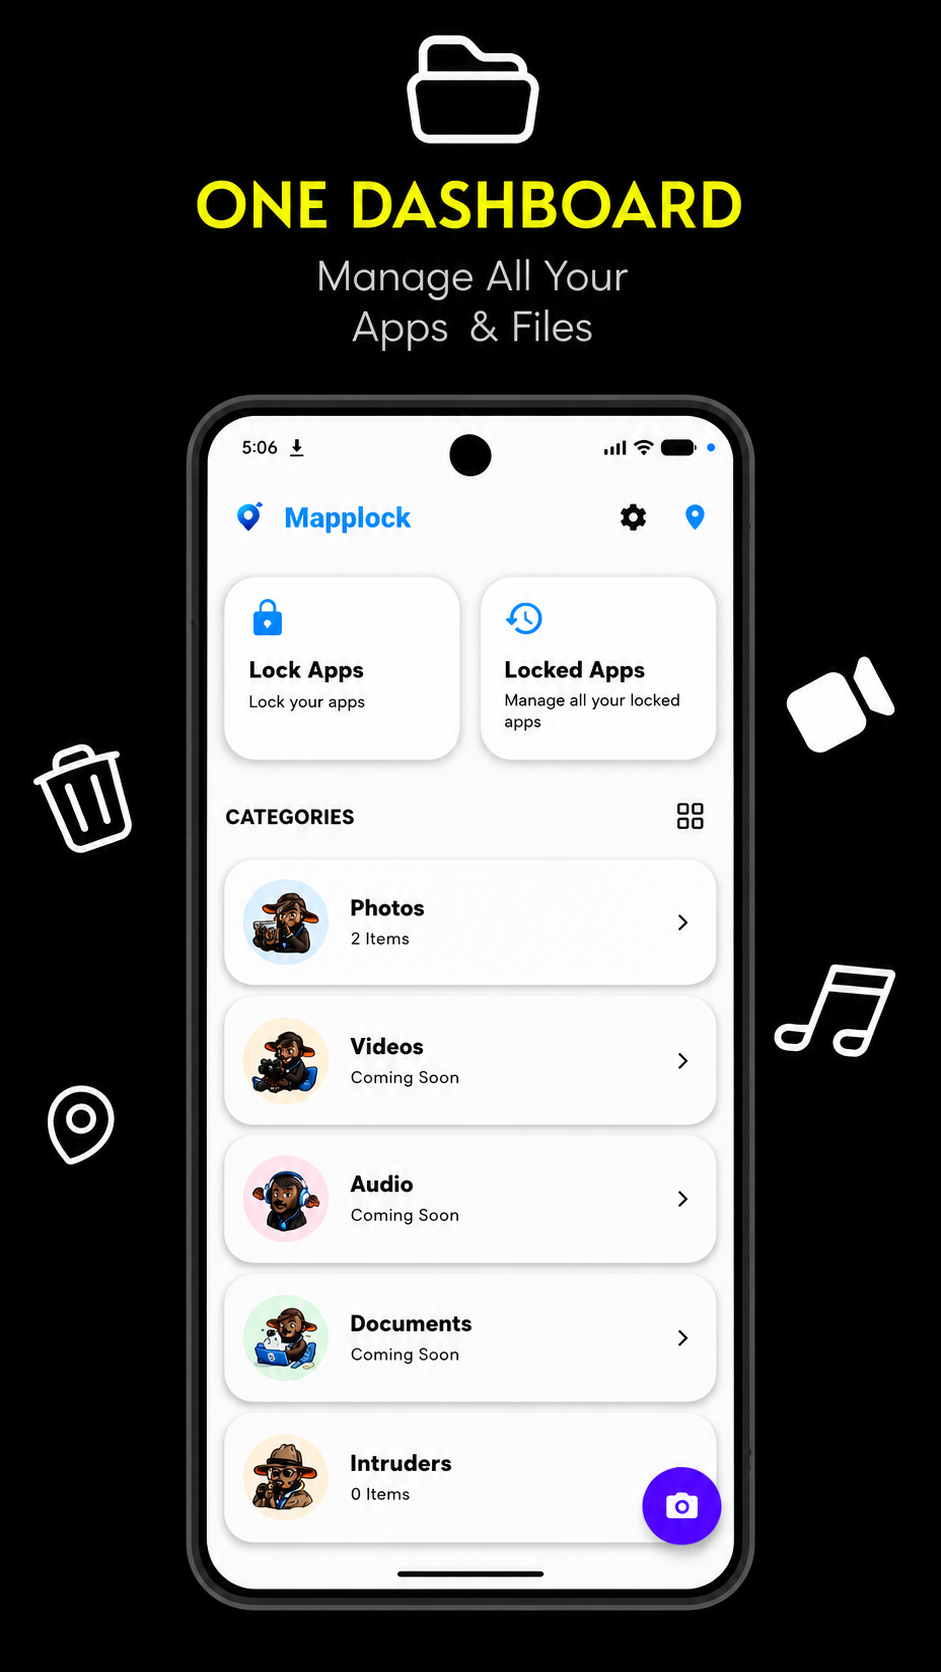 ONE DASHBOARD
Manage All Your
Apps & Files
5:06
Mapplock
Lock Apps
Lock your apps
Locked Apps
Manage all your locked
apps
CATEGORIES
Photos
2 Items
Videos
Coming Soon
Audio
Coming Soon
Documents
Coming Soon
Intruders
0 Items